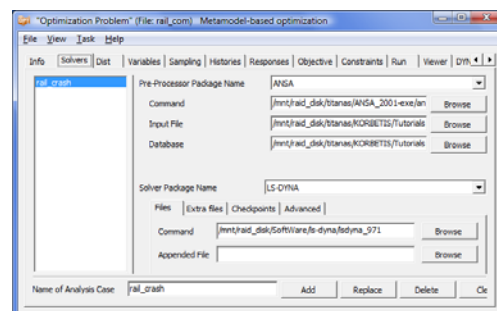 "Optimization Problem" (File: rail_com) Metamodel-based optimization
File View Task Help
Info Solvers Dist Variables Sampling Histories Responses Objective Constraints Run Viewer DYN
rail_crash
Pre-Processor Package Name ANSA
Command /mnt/raid_disk/titanas/ANSA_2001-exe/an Browse
Input File /mnt/raid_disk/titanas/KORBETIS/Tutorials Browse
Database /mnt/raid_disk/titanas/KORBETIS/Tutorials Browse
Solver Package Name LS-DYNA
Files Extra files Checkpoints Advanced
Command /mnt/raid_disk/SoftWare/ls-dyna/lsdyna_971 Browse
Appended File Browse
Name of Analysis Case rail_crash Add Replace Delete Cle